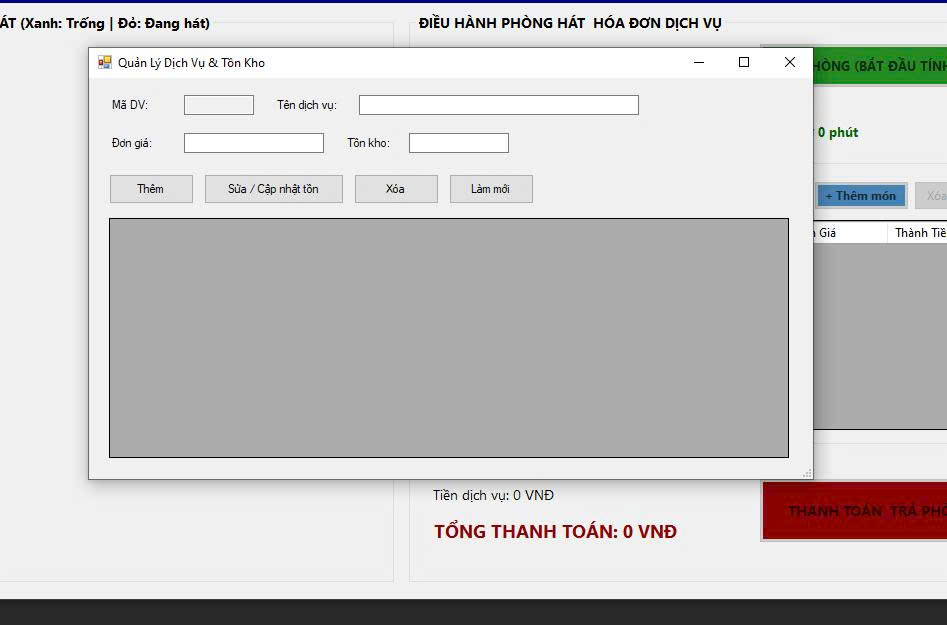 ÁT (Xanh: Trống | Đỏ: Đang hát)
ĐIỀU HÀNH PHÒNG HÁT  HÓA ĐƠN DỊCH VỤ
Quản Lý Dịch Vụ & Tồn Kho
HÒNG (BẮT ĐẦU TÍNH
Mã DV:
Tên dịch vụ:
0 phút
Đơn giá:
Tồn kho:
Thêm
Sửa / Cập nhật tồn
Xóa
Làm mới
+ Thêm món
Xóa
Giá
Thành Tiề
Tiền dịch vụ: 0 VNĐ
THANH TOÁN  TRẢ PHÒ
TỔNG THANH TOÁN: 0 VNĐ